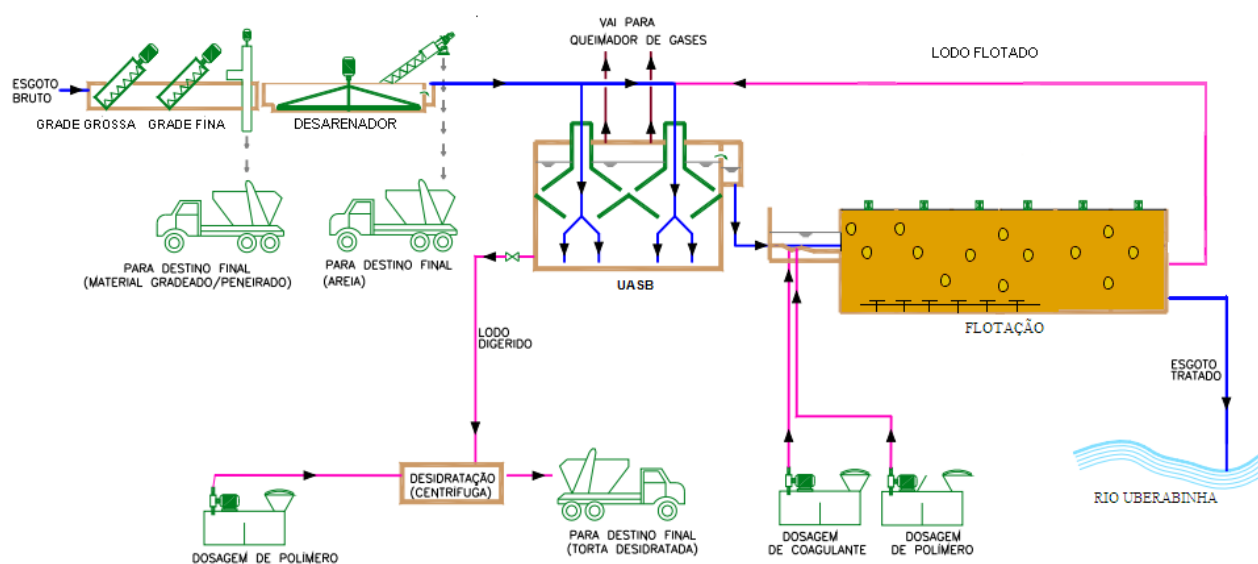 VAI PARA
QUEIMADOR DE GASES
LODO FLOTADO
ESGOTO
BRUTO
GRADE GROSSA
GRADE FINA
DESARENADOR
PARA DESTINO FINAL
(MATERIAL GRADEADO/PENEIRADO)
PARA DESTINO FINAL
(AREIA)
UASB
FLOTAÇÃO
LODO
DIGERIDO
ESGOTO
TRATADO
DESIDRATAÇÃO
(CENTRÍFUGA)
RIO UBERABINHA
DOSAGEM DE POLÍMERO
PARA DESTINO FINAL
(TORTA DESIDRATADA)
DOSAGEM
DE COAGULANTE
DOSAGEM
DE POLÍMERO